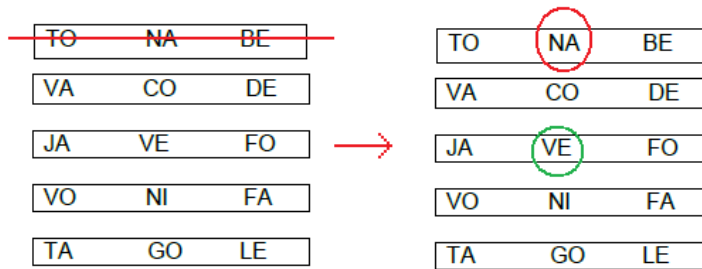 TO NA BE
VA CO DE
JA VE FO
VO NI FA
TA GO LE
TO NA BE
VA CO DE
JA VE FO
VO NI FA
TA GO LE